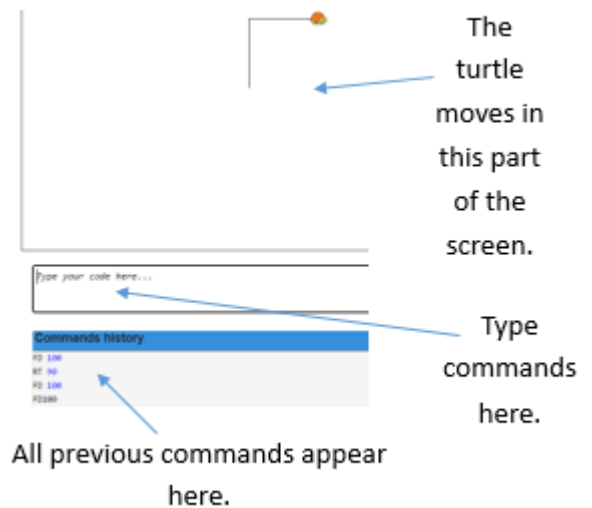 The
turtle
moves in
this part
of the
screen.
Type your code here...
Type
commands
here.
Commands history
FD 100
RT 90
FD 100
FD100
All previous commands appear
here.